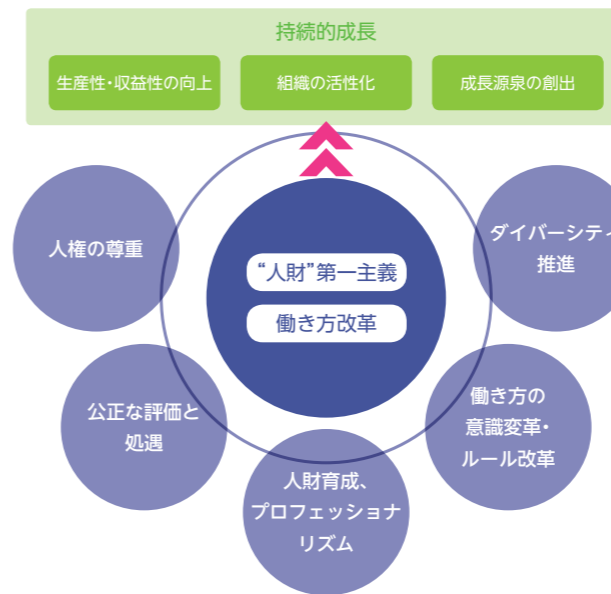 持続的成長
生産性・収益性の向上
組織の活性化
成長源泉の創出
人権の尊重
ダイバーシティ
推進
“人財”第一主義
働き方改革
公正な評価と
処遇
働き方の
意識変革・
ルール改革
人財育成、
プロフェッショナ
リズム